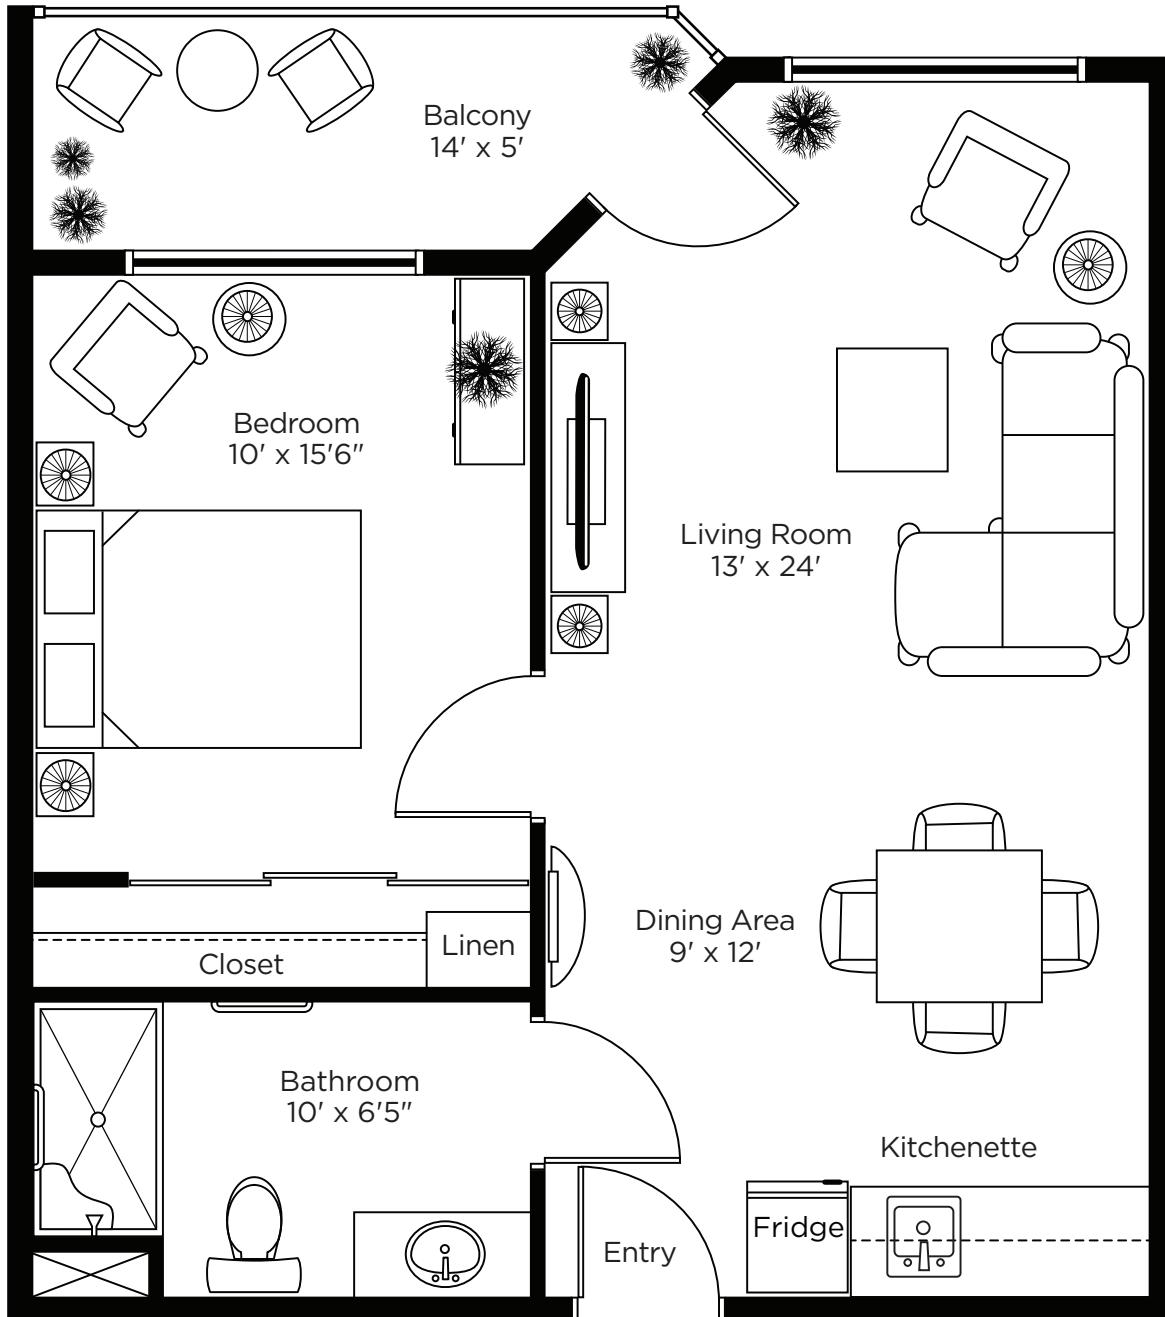 Balcony
14' x 5'
Bedroom
10' x 15'6"
Living Room
13' x 24'
Dining Area
9' x 12'
Linen
Closet
Bathroom
10' x 6'5"
Kitchenette
Fridge
Entry